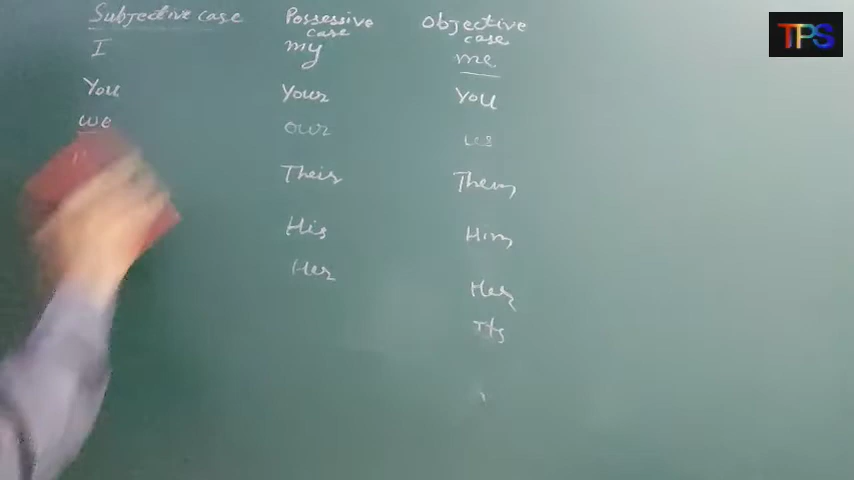 Subjective case Possessive case Objective case
I my me
You Your You
we our us
Their Them
His Him
Her Her
Its
TPS